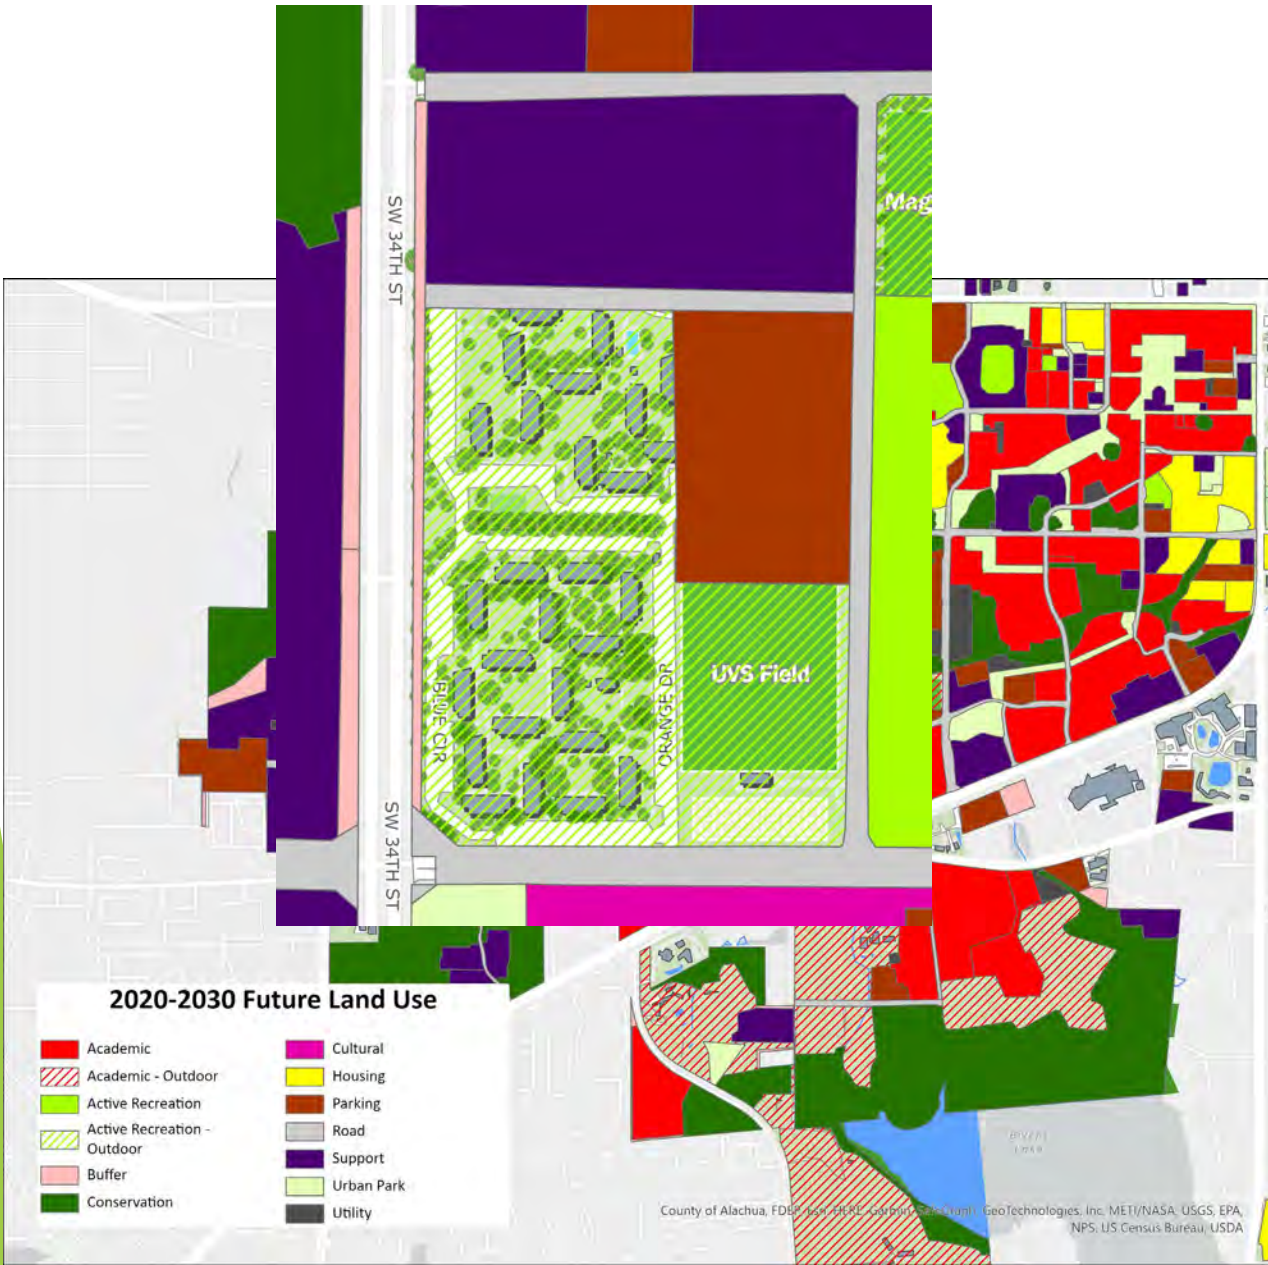 SW 34TH ST
Mag
UVS Field
BLUE CIR
ORANGE DR
SW 34TH ST
2020-2030 Future Land Use
Academic
Academic - Outdoor
Active Recreation
Active Recreation -
Outdoor
Buffer
Conservation
Cultural
Housing
Parking
Road
Support
Urban Park
Utility
County of Alachua, FDEP, Esri, HERE, Garmin, SafeGraph, GeoTechnologies, Inc, METI/NASA, USGS, EPA,
NPS, US Census Bureau, USDA